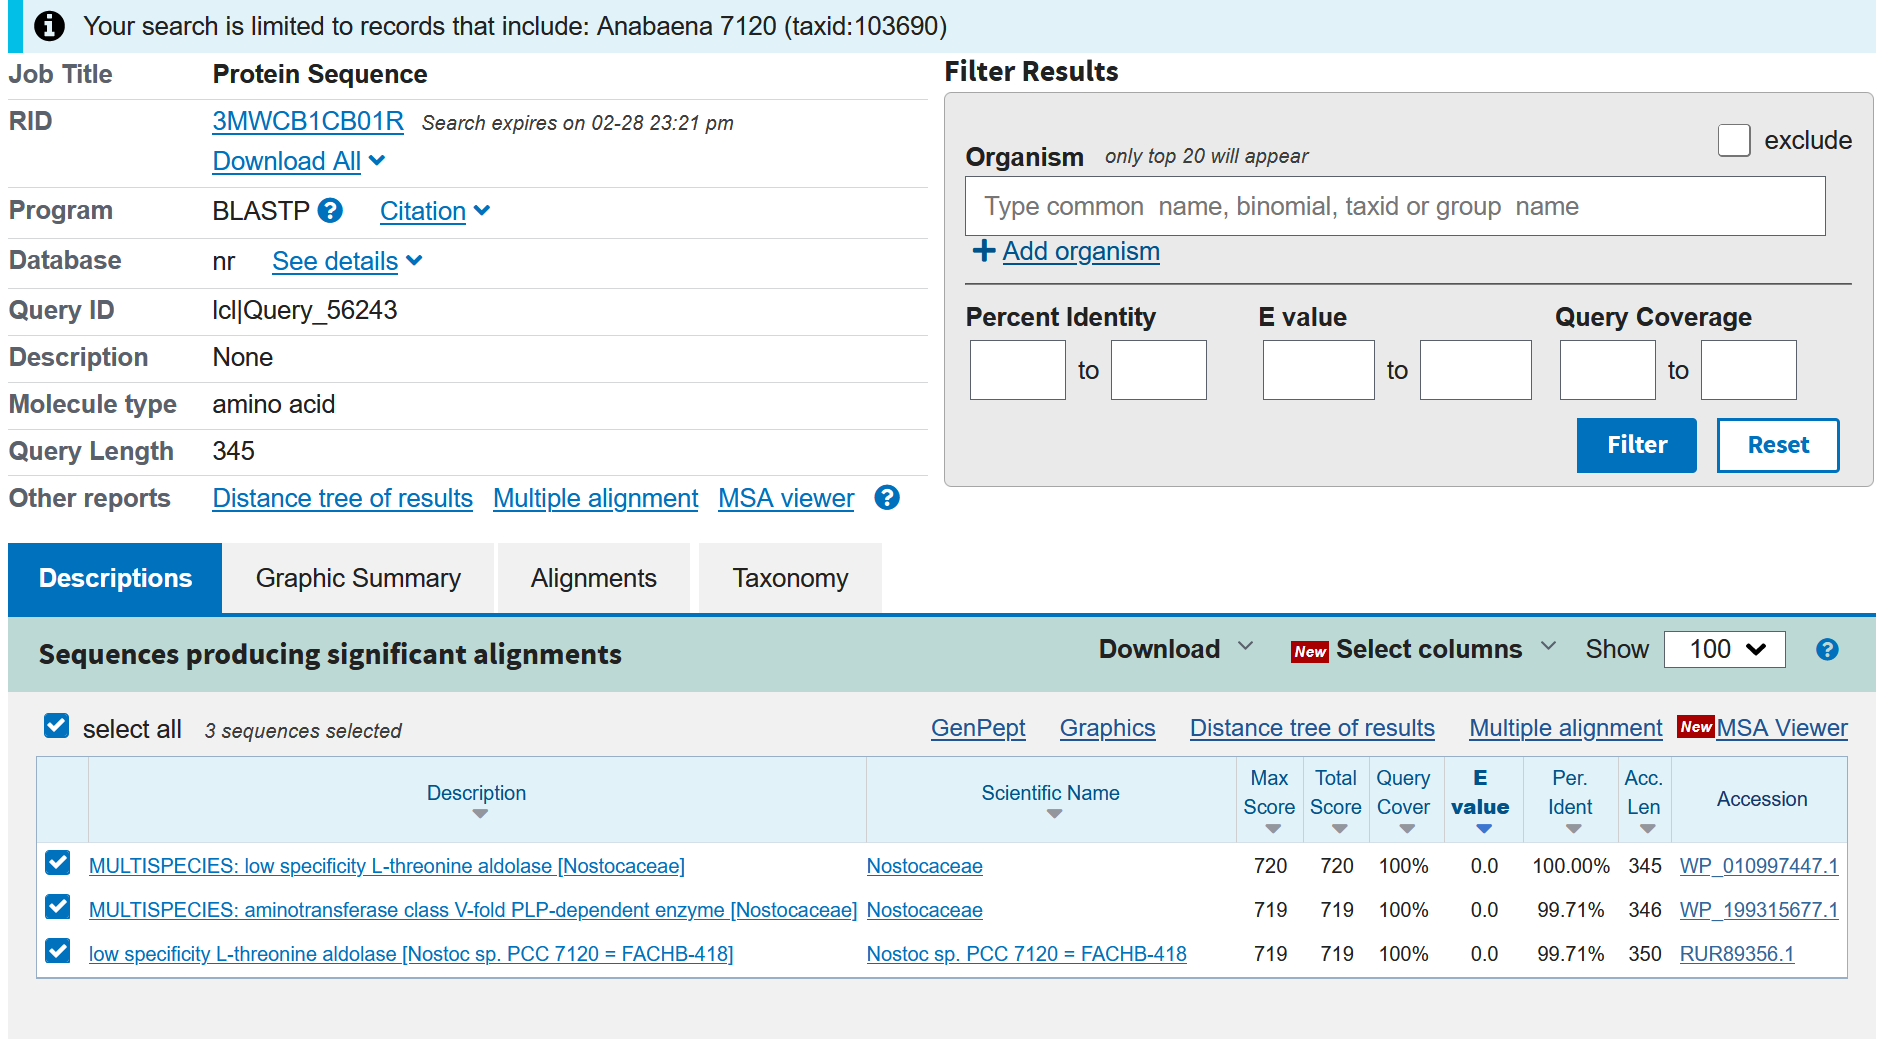 Your search is limited to records that include: Anabaena 7120 (taxid:103690)
Job Title Protein Sequence
RID 3MWCB1CB01R Search expires on 02-28 23:21 pm
Download All
Program BLASTP Citation
Database nr See details
Query ID lcl|Query_56243
Description None
Molecule type amino acid
Query Length 345
Other reports Distance tree of results Multiple alignment MSA viewer
Filter Results
exclude
Organism only top 20 will appear
Type common name, binomial, taxid or group name
Add organism
Percent Identity E value Query Coverage
to to to
Filter Reset
Descriptions Graphic Summary Alignments Taxonomy
Sequences producing significant alignments Download New Select columns Show 100
select all 3 sequences selected GenPept Graphics Distance tree of results Multiple alignment New MSA Viewer
Description Scientific Name Max Score Total Score Query Cover E value Per. Ident Acc. Len Accession
MULTISPECIES: low specificity L-threonine aldolase [Nostocaceae] Nostocaceae 720 720 100% 0.0 100.00% 345 WP_010997447.1
MULTISPECIES: aminotransferase class V-fold PLP-dependent enzyme [Nostocaceae] Nostocaceae 719 719 100% 0.0 99.71% 346 WP_199315677.1
low specificity L-threonine aldolase [Nostoc sp. PCC 7120 = FACHB-418] Nostoc sp. PCC 7120 = FACHB-418 719 719 100% 0.0 99.71% 350 RUR89356.1